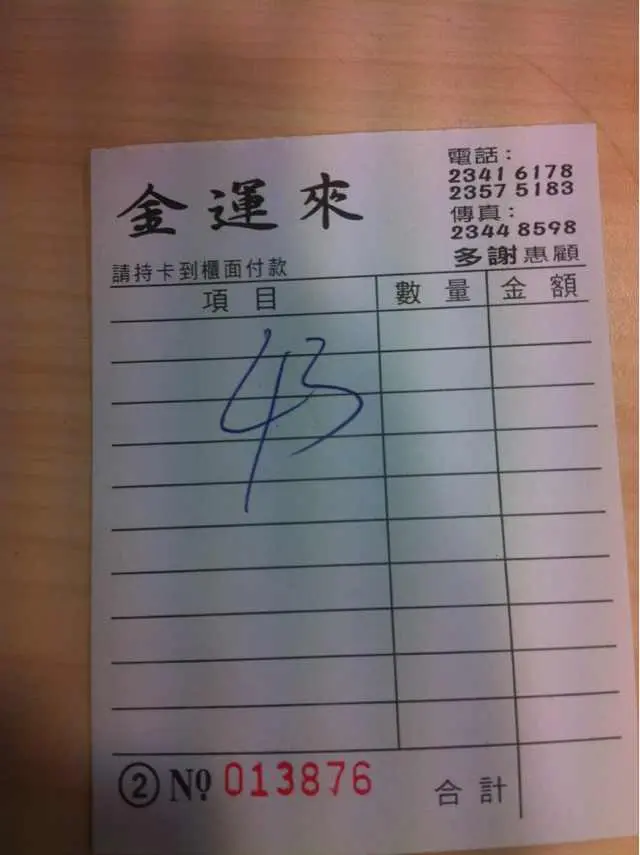 金運來
電話：
2341 6178
2357 5183
傳真：
2344 8598
多謝惠顧
請持卡到櫃面付款
項目 數量 金額
43
② Nº 013876 合計